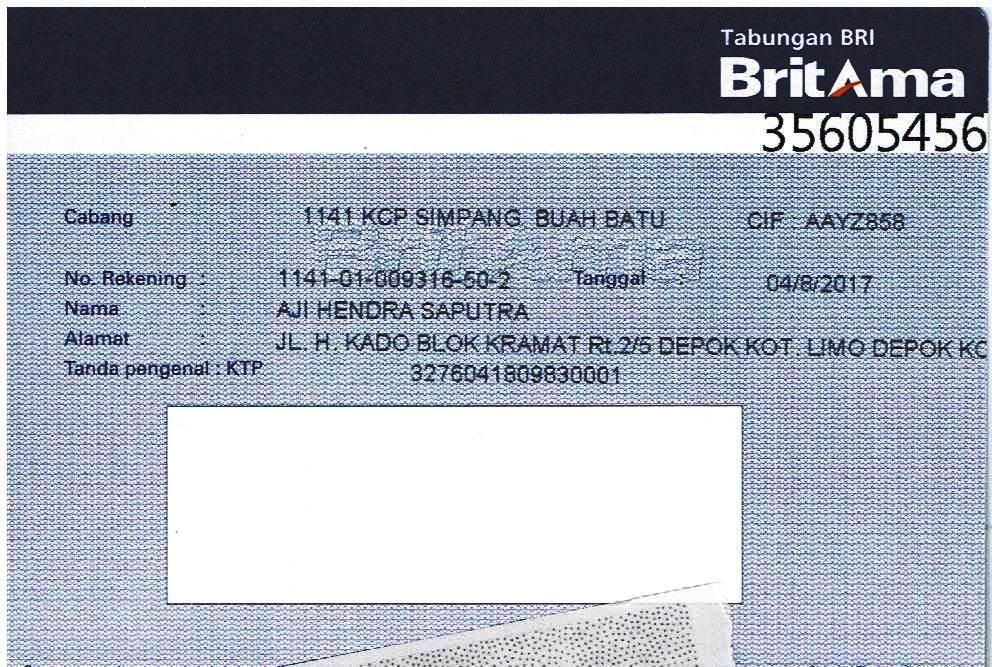 Tabungan BRI
BritAma
35605456
Cabang 1141 KCP SIMPANG BUAH BATU CIF AAYZ858
No. Rekening : 1141-01-009316-50-2 Tanggal : 04/8/2017
Nama : AJI HENDRA SAPUTRA
Alamat : JL. H. KADO BLOK KRAMAT Rt.2/5 DEPOK KOT. LIMO DEPOK KO
Tanda pengenal : KTP 3276041809830001